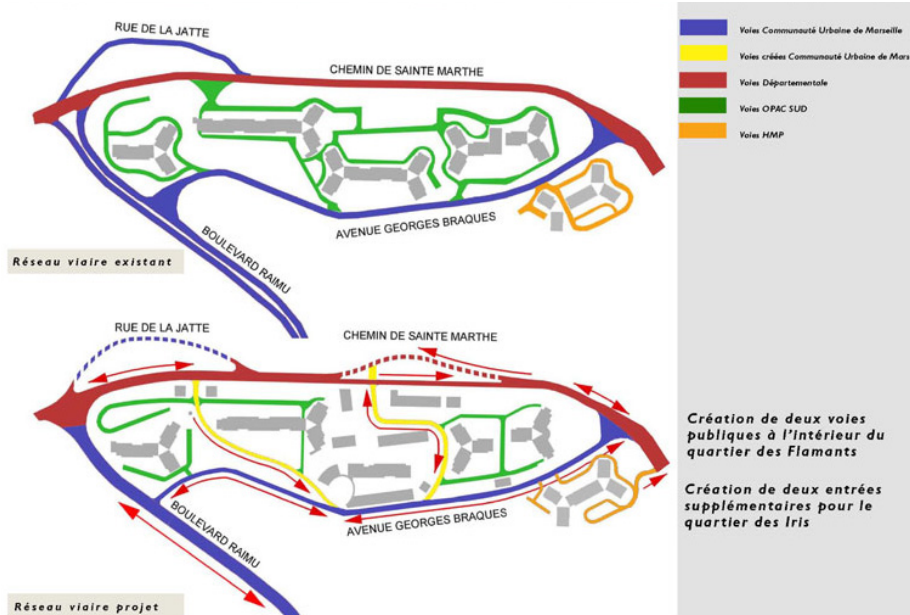 RUE DE LA JATTE
CHEMIN DE SAINTE MARTHE
AVENUE GEORGES BRAQUES
BOULEVARD RAIMU
Réseau viaire existant
RUE DE LA JATTE
CHEMIN DE SAINTE MARTHE
AVENUE GEORGES BRAQUES
BOULEVARD RAIMU
Réseau viaire projet
Voies Communauté Urbaine de Marseille
Voies créées Communauté Urbaine de Mars
Voies Départementale
Voies OPAC SUD
Voies HMP
Création de deux voies
publiques à l'intérieur du
quartier des Flamants
Création de deux entrées
supplémentaires pour le
quartier des Iris